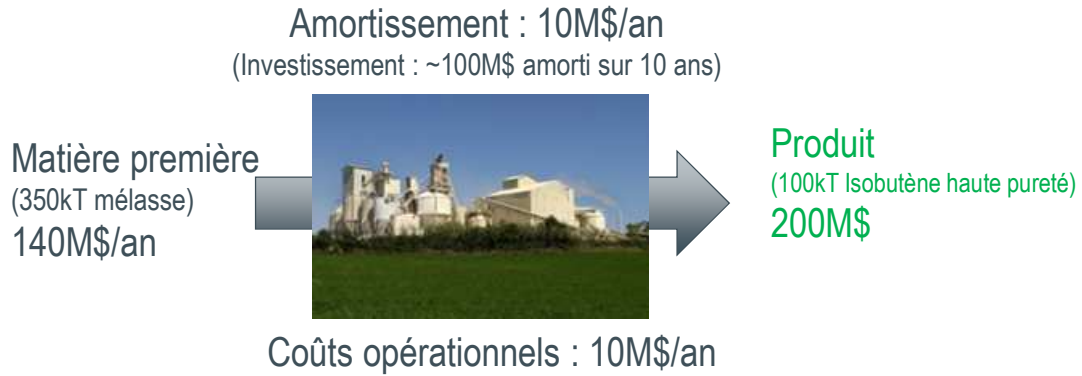 Amortissement : 10M$/an
(Investissement : ~100M$ amorti sur 10 ans)
Matière première
(350kT mélasse)
140M$/an
Produit
(100kT Isobutène haute pureté)
200M$
Coûts opérationnels : 10M$/an